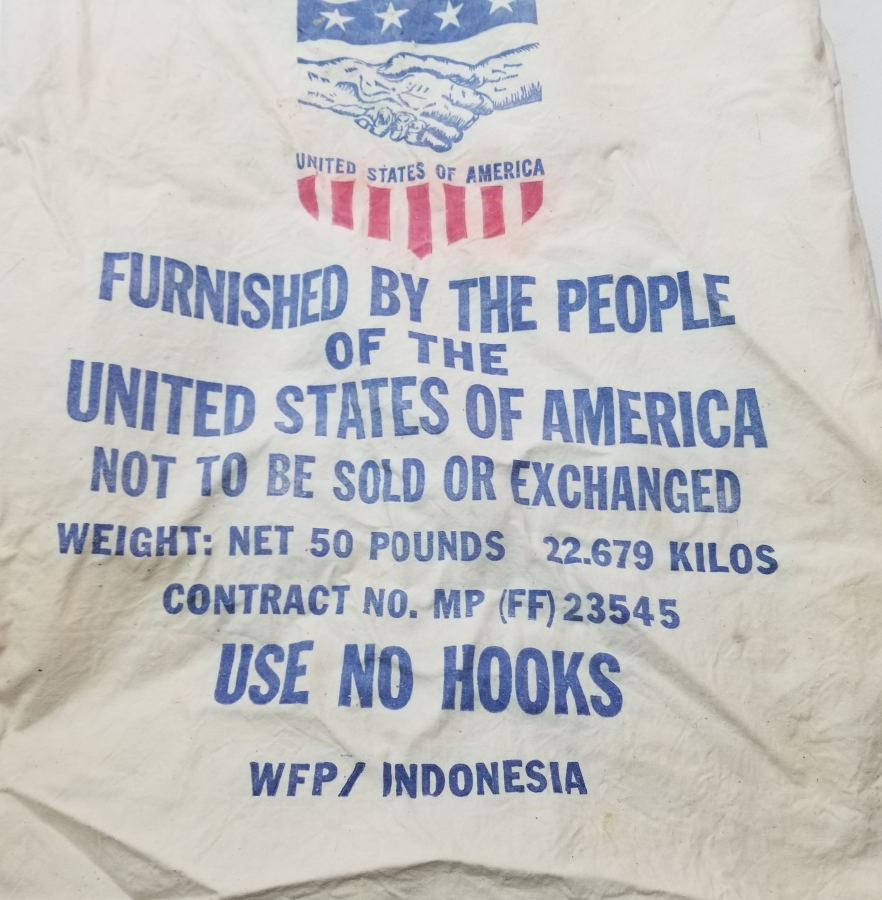 UNITED STATES OF AMERICA
FURNISHED BY THE PEOPLE
OF THE
UNITED STATES OF AMERICA
NOT TO BE SOLD OR EXCHANGED
WEIGHT: NET 50 POUNDS 22.679 KILOS
CONTRACT NO. MP (FF) 23545
USE NO HOOKS
WFP/ INDONESIA